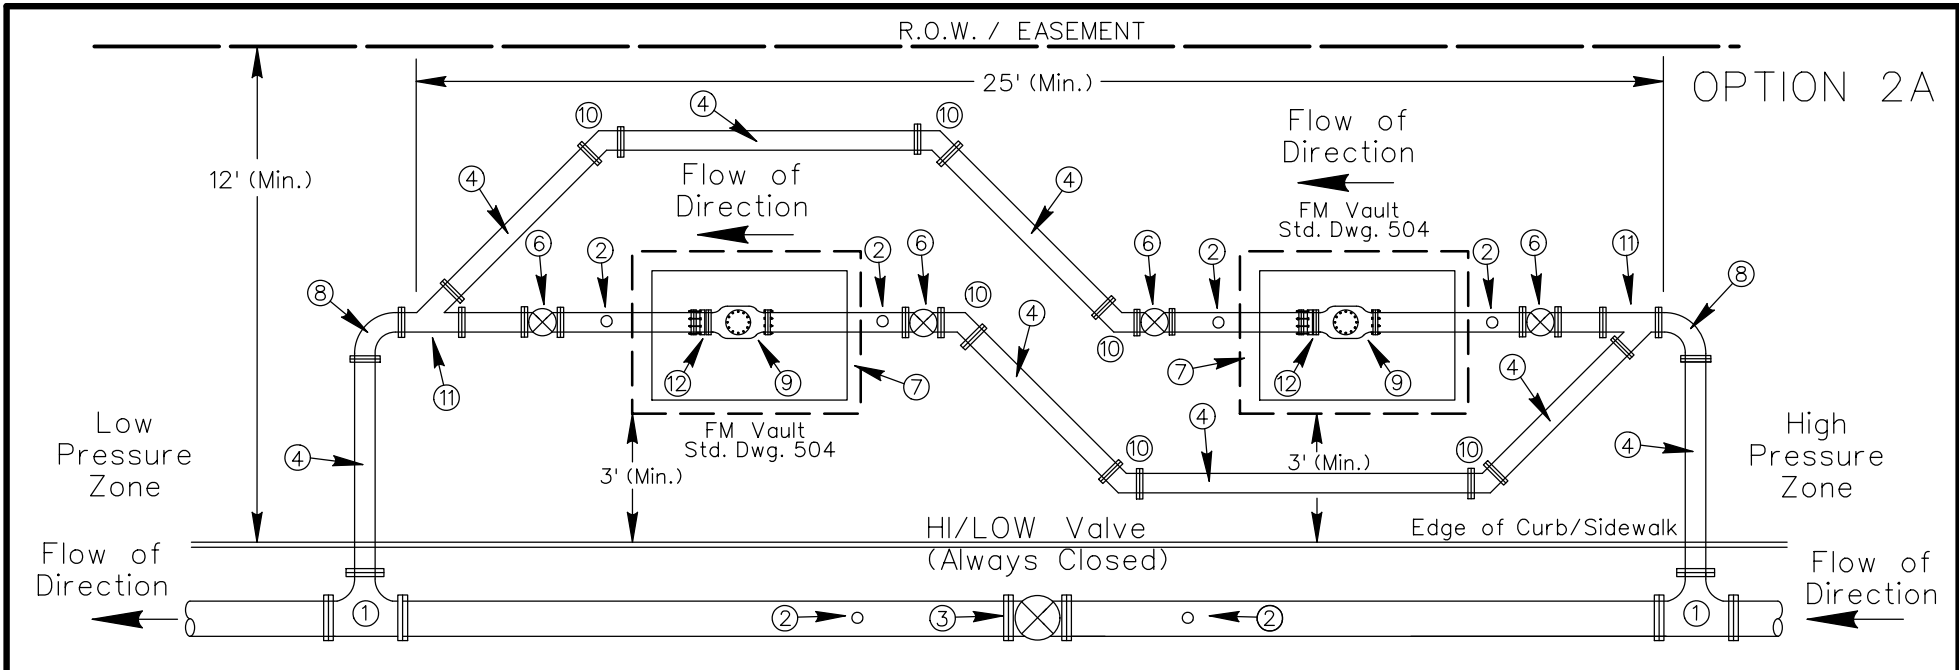 R.O.W. / EASEMENT
25' (Min.)
OPTION 2A
10
4
10
Flow of
Direction
12' (Min.)
4
Flow of
Direction
4
FM Vault
Std. Dwg. 504
6
2
2
6
6
2
2
6
11
8
10
4
8
10
12
9
7
7
12
9
4
11
Low
Pressure
Zone
4
FM Vault
Std. Dwg. 504
3' (Min.)
10
4
3' (Min.)
10
4
High
Pressure
Zone
HI/LOW Valve
(Always Closed)
Edge of Curb/Sidewalk
Flow of
Direction
Flow of
Direction
1
2
3
2
1